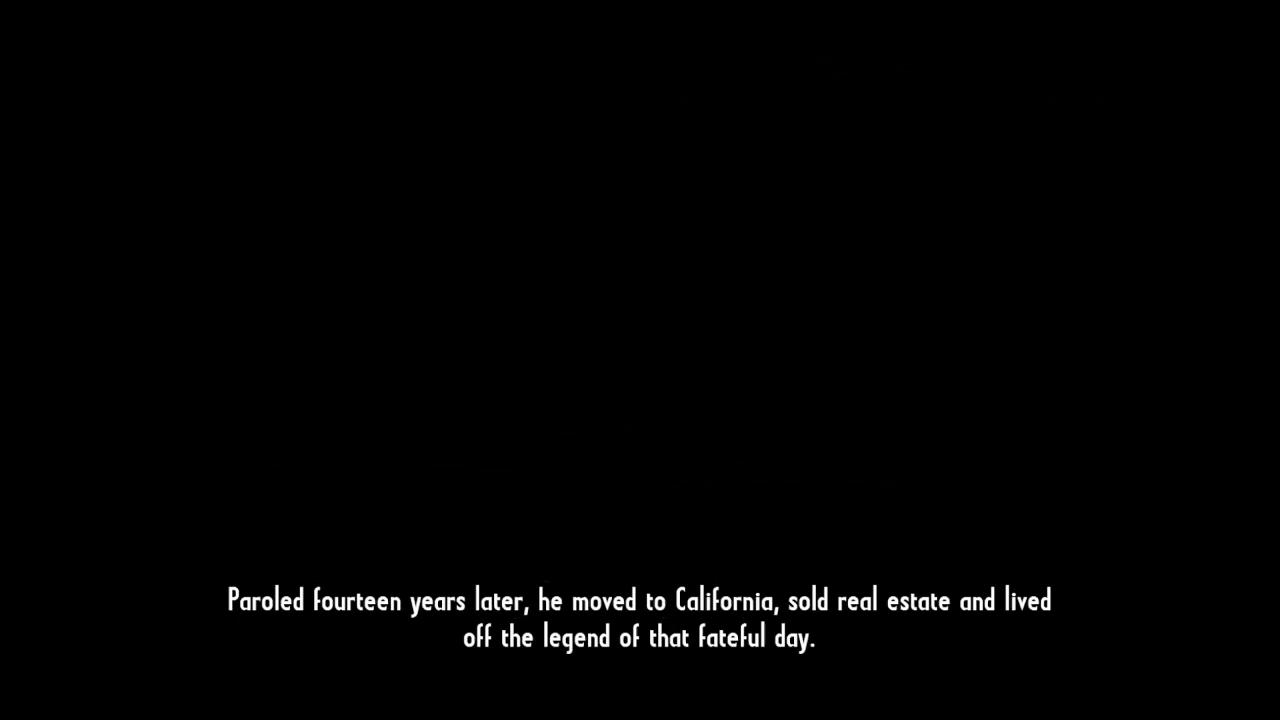 Paroled fourteen years later, he moved to California, sold real estate and lived
off the legend of that fateful day.